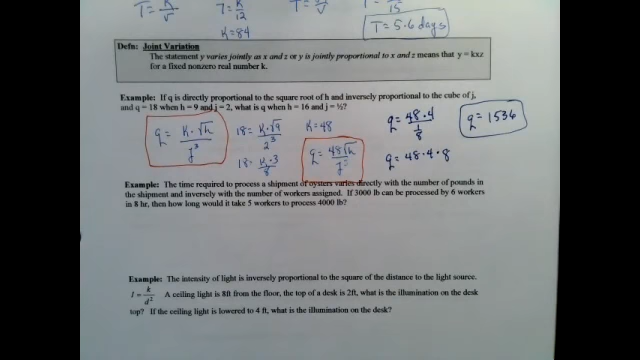 T = K/V 7 = K/12 T = /V T = /15
K = 84 T = 5.6 days
Defn: Joint Variation
The statement y varies jointly as x and z or y is jointly proportional to x and z means that y = kxz
for a fixed nonzero real number k.
Example: If q is directly proportional to the square root of h and inversely proportional to the cube of j,
and q = 18 when h = 9 and j = 2, what is q when h = 16 and j = ½?
q = K·√h/j³ 18 = K·√9/2³ K = 48 q = 48·4/(1/8) q = 1536
18 = K·3/8 q = 48√h/j³ q = 48·4·8
Example: The time required to process a shipment of oysters varies directly with the number of pounds in
the shipment and inversely with the number of workers assigned. If 3000 lb can be processed by 6 workers
in 8 hr, then how long would it take 5 workers to process 4000 lb?
Example: The intensity of light is inversely proportional to the square of the distance to the light source.
I = k/d² A ceiling light is 8ft from the floor, the top of a desk is 2ft, what is the illumination on the desk
top? If the ceiling light is lowered to 4 ft, what is the illumination on the desk?